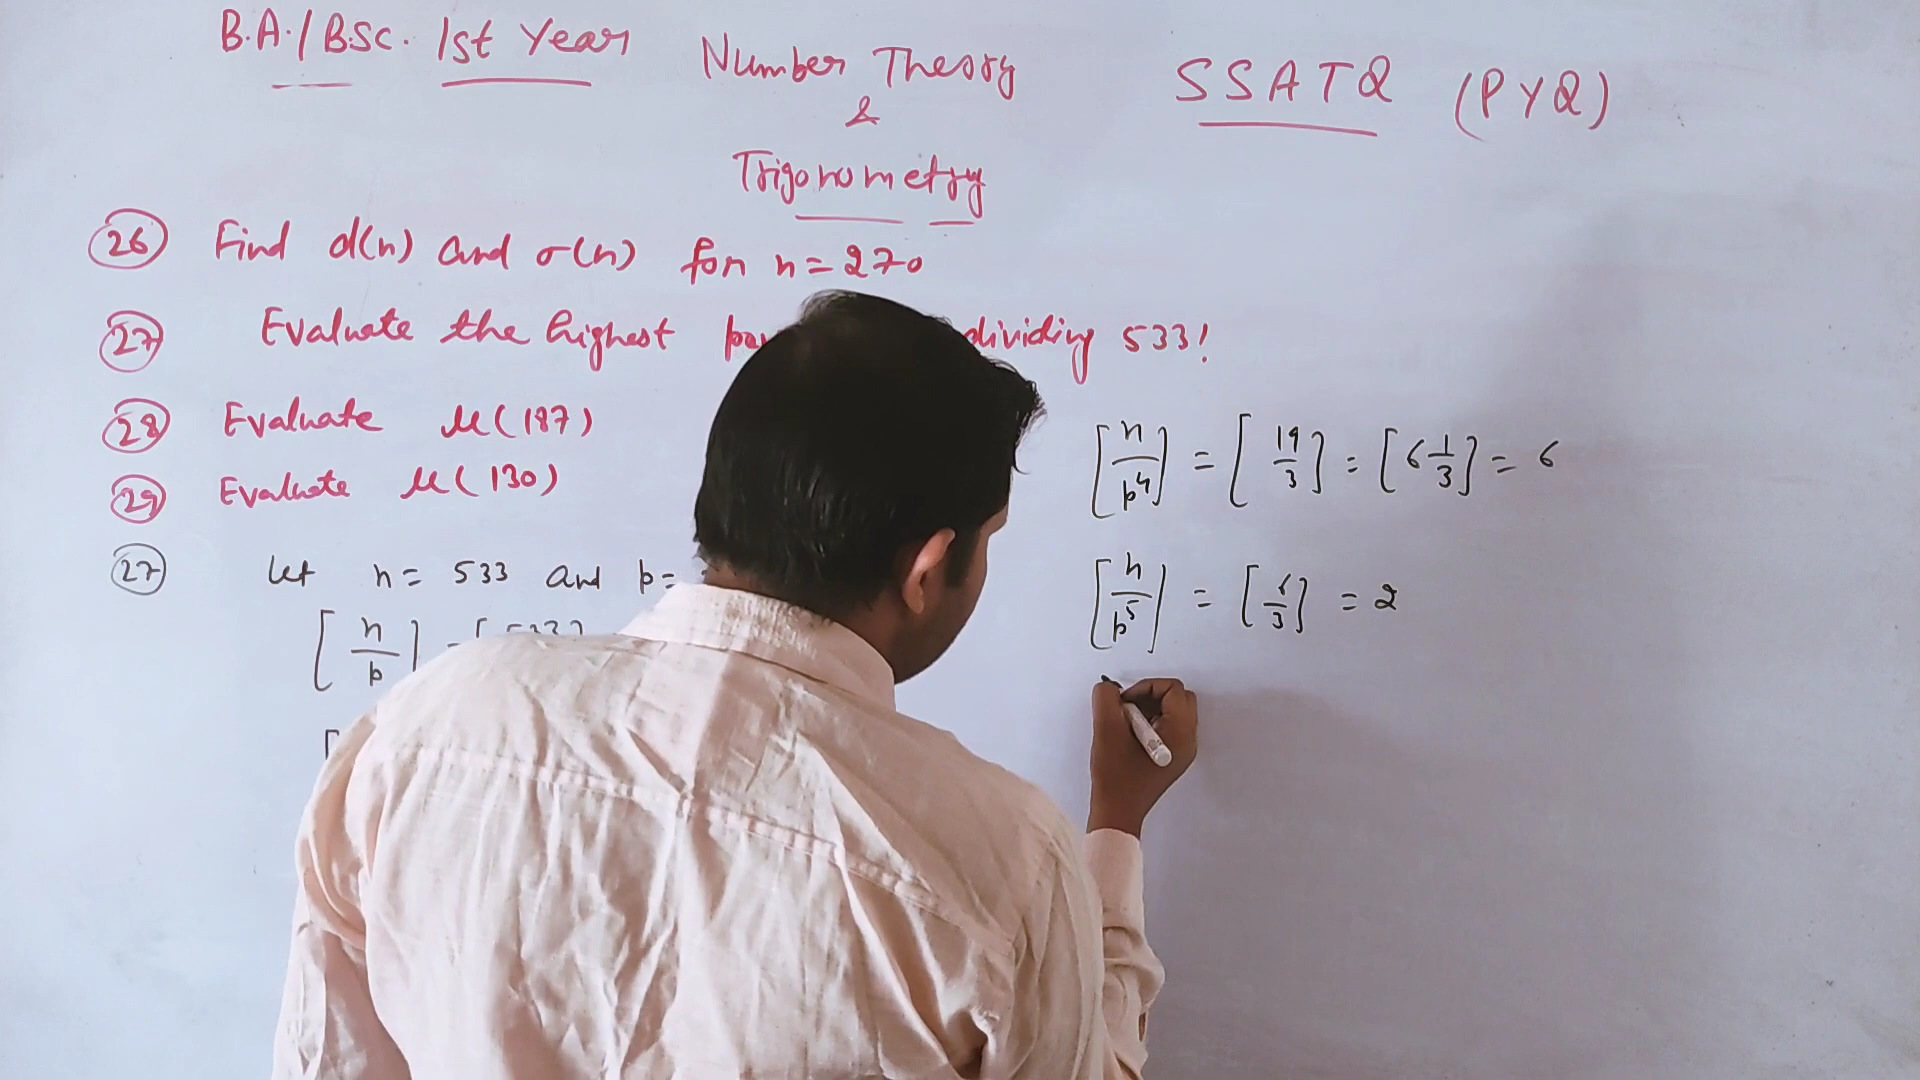 B.A./B.Sc. 1st Year Number Theory
&
Trigonometry
SSATQ (PYQ)
26 Find d(n) and σ(n) for n = 270
27 Evaluate the highest dividing 533!
28 Evaluate μ(187)
29 Evaluate μ(130)
27 Let n = 533 and p =
[n/p] = [533
[n/p⁴] = [19/3] = [6 1/3] = 6
[n/p⁵] = [6/3] = 2